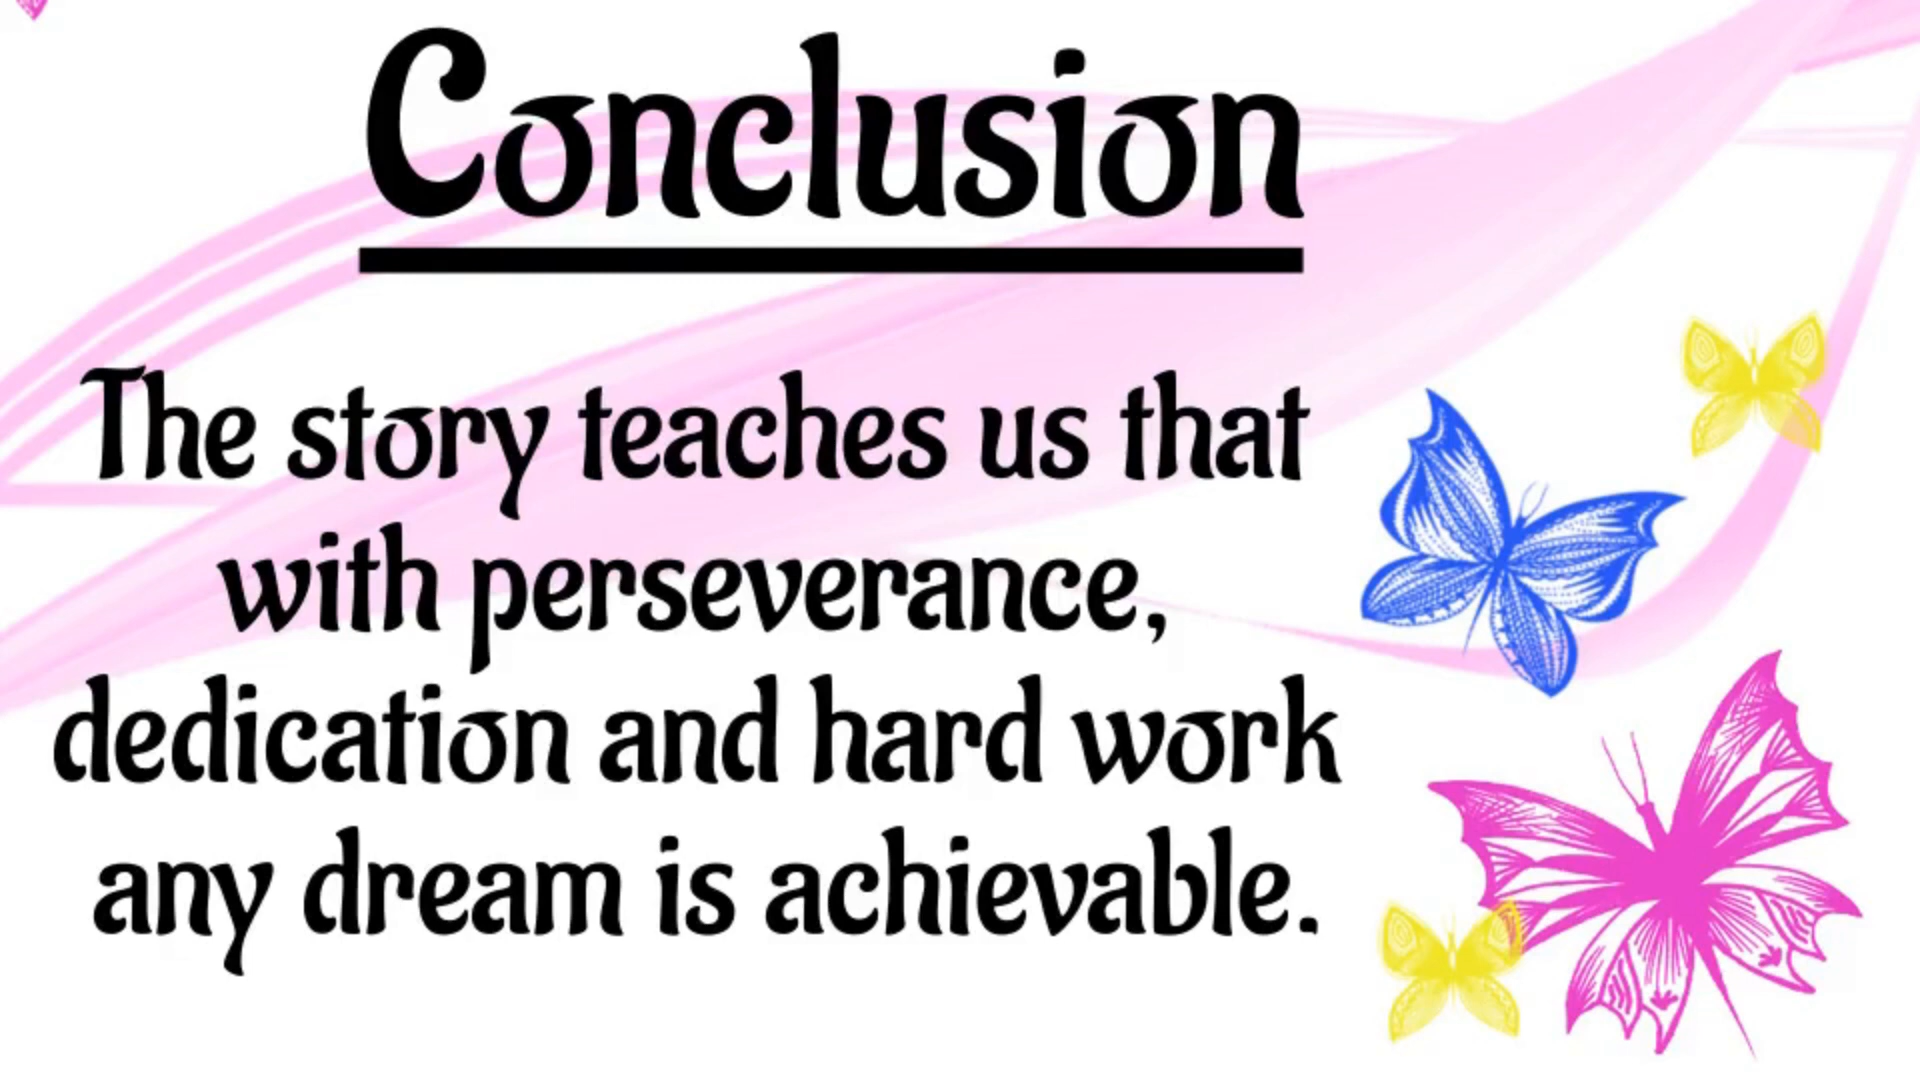 Conclusion
The story teaches us that
with perseverance,
dedication and hard work
any dream is achievable.